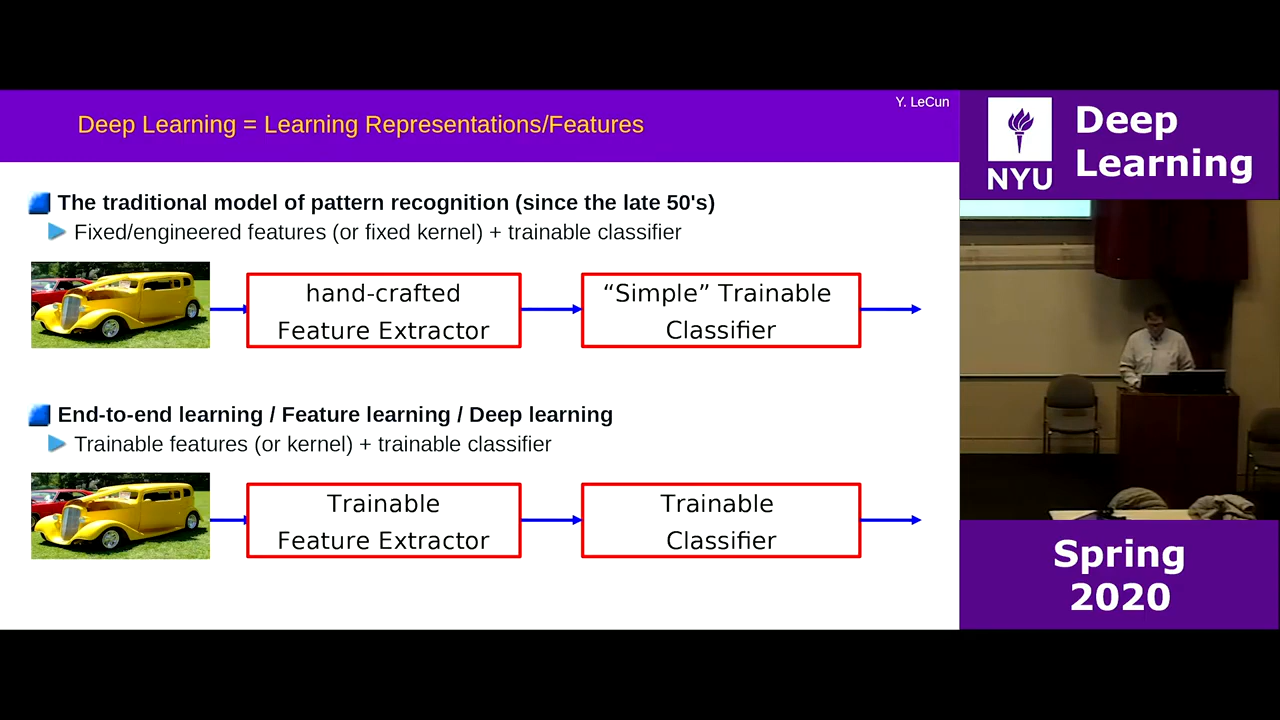 Y. LeCun
Deep Learning = Learning Representations/Features
The traditional model of pattern recognition (since the late 50's)
Fixed/engineered features (or fixed kernel) + trainable classifier
hand-crafted
Feature Extractor
“Simple” Trainable
Classifier
End-to-end learning / Feature learning / Deep learning
Trainable features (or kernel) + trainable classifier
Trainable
Feature Extractor
Trainable
Classifier
NYU
Deep
Learning
Spring
2020